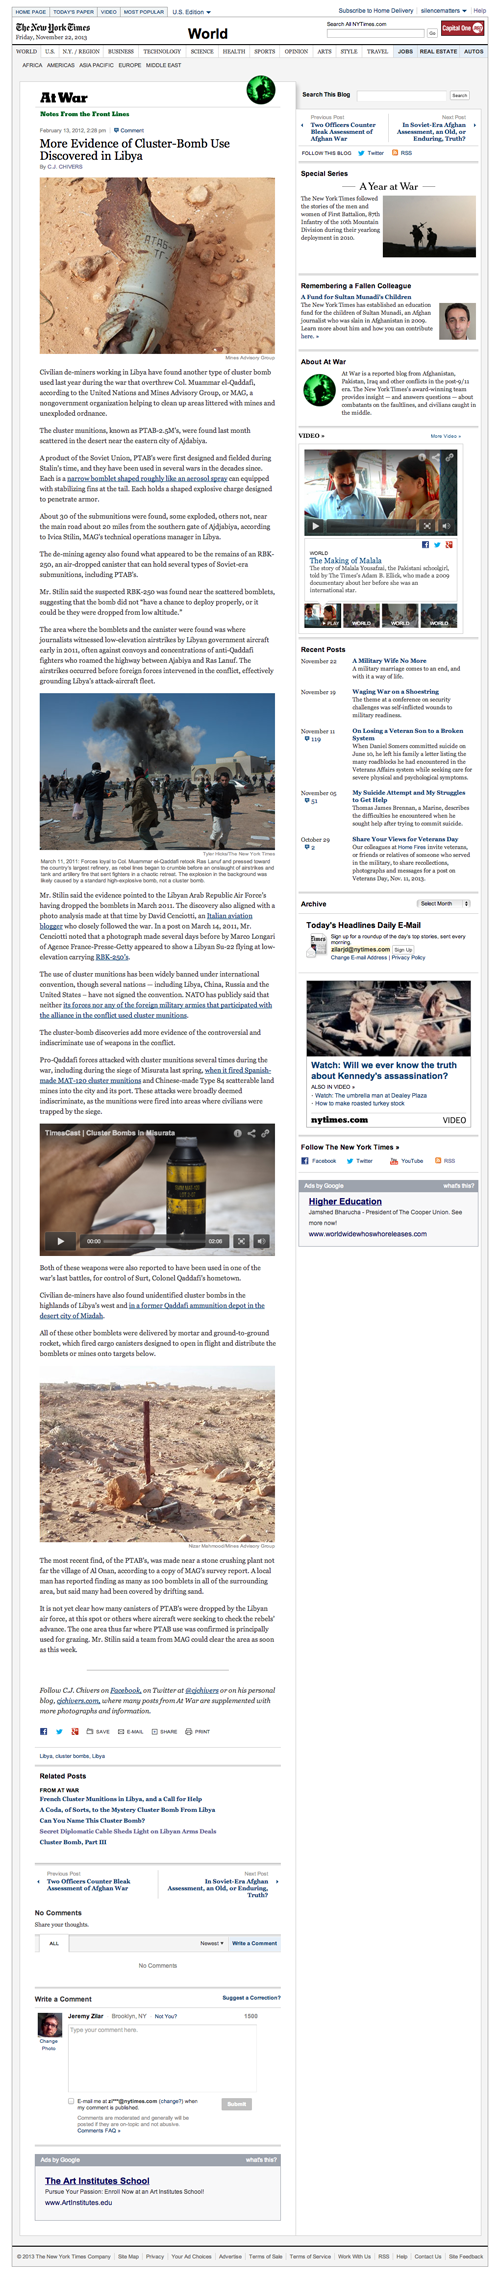 HOME PAGE TODAY'S PAPER VIDEO MOST POPULAR U.S. Edition
Subscribe to Home Delivery silencematters Help
The New York Times
Friday, November 22, 2013
World
Search All NYTimes.com
Go
Capital One 360
WORLD U.S. N.Y. / REGION BUSINESS TECHNOLOGY SCIENCE HEALTH SPORTS OPINION ARTS STYLE TRAVEL JOBS REAL ESTATE AUTOS
AFRICA AMERICAS ASIA PACIFIC EUROPE MIDDLE EAST
At War
Notes From the Front Lines
February 13, 2012, 2:28 pm Comment
More Evidence of Cluster-Bomb Use
Discovered in Libya
By C.J. CHIVERS
Mines Advisory Group
Civilian de-miners working in Libya have found another type of cluster bomb
used last year during the war that overthrew Col. Muammar el-Qaddafi,
according to the United Nations and Mines Advisory Group, or MAG, a
nongovernment organization helping to clean up areas littered with mines and
unexploded ordnance.
The cluster munitions, known as PTAB-2.5M's, were found last month
scattered in the desert near the eastern city of Ajdabiya.
A product of the Soviet Union, PTAB's were first designed and fielded during
Stalin's time, and they have been used in several wars in the decades since.
Each is a narrow bomblet shaped roughly like an aerosol spray can equipped
with stabilizing fins at the tail. Each holds a shaped explosive charge designed
to penetrate armor.
About 30 of the submunitions were found, some exploded, others not, near
the main road about 20 miles from the southern gate of Ajdjabiya, according
to Ivica Stilin, MAG's technical operations manager in Libya.
The de-mining agency also found what appeared to be the remains of an RBK-
250, an air-dropped canister that can hold several types of Soviet-era
submunitions, including PTAB's.
Mr. Stilin said the suspected RBK-250 was found near the scattered bomblets,
suggesting that the bomb did not "have a chance to deploy properly, or it
could be they were dropped from low altitude."
The area where the bomblets and the canister were found was where
journalists witnessed low-elevation airstrikes by Libyan government aircraft
early in 2011, often against convoys and concentrations of anti-Qaddafi
fighters who roamed the highway between Ajabiya and Ras Lanuf. The
airstrikes occurred before foreign forces intervened in the conflict, effectively
grounding Libya's attack-aircraft fleet.
Tyler Hicks/The New York Times
March 11, 2011: Forces loyal to Col. Muammar el-Qaddafi retook Ras Lanuf and pressed toward
the country's largest refinery, as rebel lines began to crumble before an onslaught of airstrikes and
tank and artillery fire that sent fighters in a chaotic retreat. The explosion in the background was
likely caused by a standard high-explosive bomb, not a cluster bomb.
Mr. Stilin said the evidence pointed to the Libyan Arab Republic Air Force's
having dropped the bomblets in March 2011. The discovery also aligned with a
photo analysis made at that time by David Cenciotti, an Italian aviation
blogger who closely followed the war. In a post on March 14, 2011, Mr.
Cenciotti noted that a photograph made several days before by Marco Longari
of Agence France-Presse-Getty appeared to show a Libyan Su-22 flying at low-
elevation carrying RBK-250's.
The use of cluster munitions has been widely banned under international
convention, though several nations — including Libya, China, Russia and the
United States – have not signed the convention. NATO has publicly said that
neither its forces nor any of the foreign military armies that participated with
the alliance in the conflict used cluster munitions.
The cluster-bomb discoveries add more evidence of the controversial and
indiscriminate use of weapons in the conflict.
Pro-Qaddafi forces attacked with cluster munitions several times during the
war, including during the siege of Misurata last spring, when it fired Spanish-
made MAT-120 cluster munitions and Chinese-made Type 84 scatterable land
mines into the city and its port. These attacks were broadly deemed
indiscriminate, as the munitions were fired into areas where civilians were
trapped by the siege.
TimesCast | Cluster Bombs in Misurata
00:00 02:06
Both of these weapons were also reported to have been used in one of the
war's last battles, for control of Surt, Colonel Qaddafi's hometown.
Civilian de-miners have also found unidentified cluster bombs in the
highlands of Libya's west and in a former Qaddafi ammunition depot in the
desert city of Mizdah.
All of these other bomblets were delivered by mortar and ground-to-ground
rocket, which fired cargo canisters designed to open in flight and distribute the
bomblets or mines onto targets below.
Nisar Mehmood/Mines Advisory Group
The most recent find, of the PTAB's, was made near a stone crushing plant not
far the village of Al Onan, according to a copy of MAG's survey report. A local
man has reported finding as many as 100 bomblets in all of the surrounding
area, but said many had been covered by drifting sand.
It is not yet clear how many canisters of PTAB's were dropped by the Libyan
air force, at this spot or others where aircraft were seeking to check the rebels'
advance. The one area thus far where PTAB use was confirmed is principally
used for grazing. Mr. Stilin said a team from MAG could clear the area as soon
as this week.
Follow C.J. Chivers on Facebook, on Twitter at @cjchivers or on his personal
blog, cjchivers.com, where many posts from At War are supplemented with
more photographs and information.
SAVE E-MAIL SHARE PRINT
Libya, cluster bombs, Libya
Related Posts
FROM AT WAR
French Cluster Munitions in Libya, and a Call for Help
A Coda, of Sorts, to the Mystery Cluster Bomb From Libya
Can You Name This Cluster Bomb?
Secret Diplomatic Cable Sheds Light on Libyan Arms Deals
Cluster Bomb, Part III
Previous Post
Two Officers Counter Bleak
Assessment of Afghan War
Next Post
In Soviet-Era Afghan
Assessment, an Old, or Enduring,
Truth?
No Comments
Share your thoughts.
ALL Newest Write a Comment
No Comments
Write a Comment Suggest a Correction?
Jeremy Zilar Brooklyn, NY Not You? 1500
Change
Photo
Type your comment here.
E-mail me at zi***@nytimes.com (change?) when
my comment is published.
Submit
Comments are moderated and generally will be
posted if they are on-topic and not abusive.
Comments FAQ »
Ads by Google what's this?
The Art Institutes School
Pursue Your Passion: Enroll Now at an Art Institutes School!
www.ArtInstitutes.edu
Search This Blog
Search
Previous Post
Two Officers Counter
Bleak Assessment of
Afghan War
Next Post
In Soviet-Era Afghan
Assessment, an Old, or
Enduring, Truth?
FOLLOW THIS BLOG Twitter RSS
Special Series
A Year at War
The New York Times followed
the stories of the men and
women of First Battalion, 87th
Infantry of the 10th Mountain
Division during their yearlong
deployment in 2010.
Remembering a Fallen Colleague
A Fund for Sultan Munadi's Children
The New York Times has established an education
fund for the children of Sultan Munadi, an Afghan
journalist who was slain in Afghanistan in 2009.
Learn more about him and how you can contribute
here. »
About At War
At War is a reported blog from Afghanistan,
Pakistan, Iraq and other conflicts in the post-9/11
era. The New York Times's award-winning team
provides insight — and answers questions — about
combatants on the faultlines, and civilians caught in
the middle.
VIDEO » More Video »
WORLD
The Making of Malala
The story of Malala Yousafzai, the Pakistani schoolgirl,
told by The Times's Adam B. Ellick, who made a 2009
documentary about her before she was an
international star.
PLAY WORLD WORLD WORLD
Recent Posts
November 22
A Military Wife No More
A military marriage comes to an end, and
with it a way of life.
November 19
Waging War on a Shoestring
The theme at a conference on security
challenges was self-inflicted wounds to
military readiness.
November 11
119
On Losing a Veteran Son to a Broken
System
When Daniel Somers committed suicide on
June 10, he left his family a letter listing the
many roadblocks he had encountered in the
Veterans Affairs system while seeking care for
severe physical and psychological symptoms.
November 05
51
My Suicide Attempt and My Struggles
to Get Help
Thomas James Brennan, a Marine, describes
the difficulties he encountered when he
sought help after trying to commit suicide.
October 29
2
Share Your Views for Veterans Day
Our colleagues at Home Fires invite veterans,
or friends or relatives of someone who served
in the military, to share recollections,
photographs and messages for a post on
Veterans Day, Nov. 11, 2013.
Archive Select Month
Today's Headlines Daily E-Mail
Sign up for a roundup of the day's top stories, sent every
morning.
zilarjd@nytimes.com Sign Up
Change E-mail Address | Privacy Policy
Watch: Will we ever know the truth
about Kennedy's assassination?
ALSO IN VIDEO »
Watch: The umbrella man at Dealey Plaza
How to make roasted turkey stock
nytimes.com VIDEO
Follow The New York Times »
Facebook Twitter YouTube RSS
Ads by Google what's this?
Higher Education
Jamshed Bharucha - President of The Cooper Union. See
more now!
www.worldwidewhoswhoreleases.com
© 2013 The New York Times Company Site Map Privacy Your Ad Choices Advertise Terms of Sale Terms of Service Work With Us RSS Help Contact Us Site Feedback